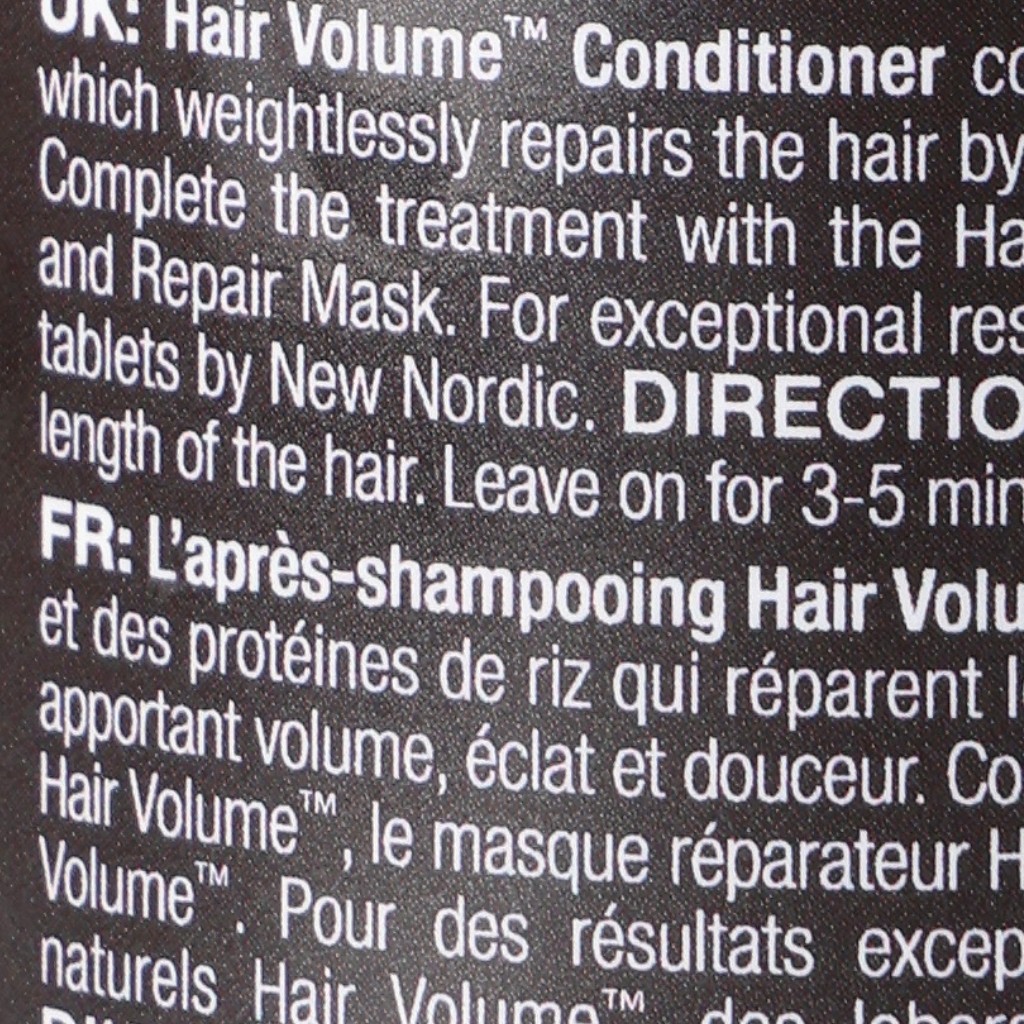 UK: Hair Volume™ Conditioner
which weightlessly repairs the hair by
Complete the treatment with the
and Repair Mask. For exceptional
tablets by New Nordic.
length of the hair. Leave on for 3-5
FR: L’après-shampooing Hair
et des protéines de riz qui réparent
apportant volume, éclat et douceur.
Hair Volume™, le masque réparateur
Volume™. Pour des résultats
naturels Hair Volume™ des